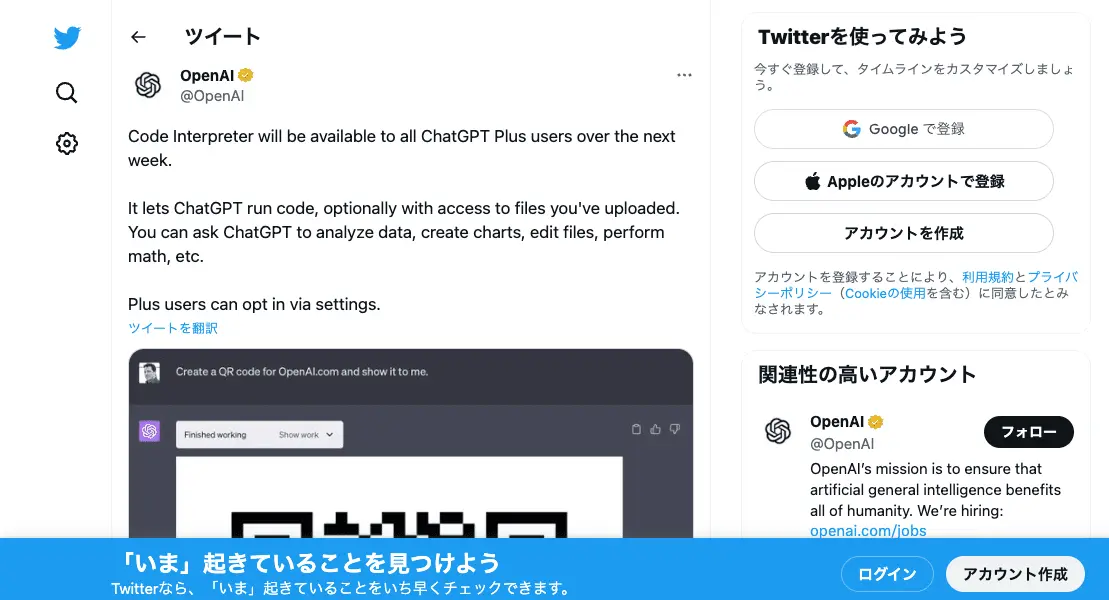 ツイート
OpenAI
@OpenAI
Code Interpreter will be available to all ChatGPT Plus users over the next
week.
It lets ChatGPT run code, optionally with access to files you've uploaded.
You can ask ChatGPT to analyze data, create charts, edit files, perform
math, etc.
Plus users can opt in via settings.
ツイートを翻訳
Create a QR code for OpenAI.com and show it to me.
Finished working
Show work
Twitterを使ってみよう
今すぐ登録して、タイムラインをカスタマイズしましょ
う。
Google で登録
Appleのアカウントで登録
アカウントを作成
アカウントを登録することにより、利用規約とプライバ
シーポリシー（Cookieの使用を含む）に同意したとみ
なされます。
関連性の高いアカウント
OpenAI
@OpenAI
フォロー
OpenAI’s mission is to ensure that
artificial general intelligence benefits
all of humanity. We’re hiring:
openai.com/jobs
「いま」起きていることを見つけよう
Twitterなら、「いま」起きていることをいち早くチェックできます。
ログイン
アカウント作成